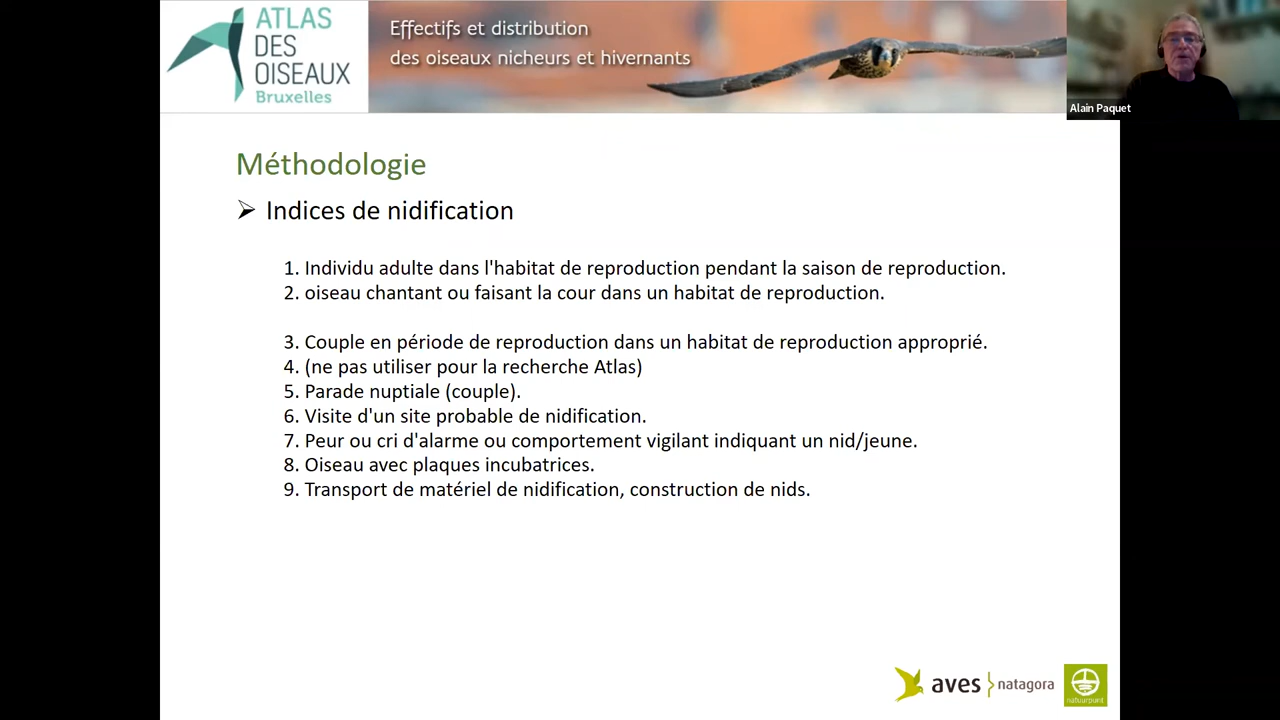 ATLAS
DES
OISEAUX
Bruxelles
Effectifs et distribution
des oiseaux nicheurs et hivernants
Alain Paquet
Méthodologie
Indices de nidification
1. Individu adulte dans l'habitat de reproduction pendant la saison de reproduction.
2. oiseau chantant ou faisant la cour dans un habitat de reproduction.
3. Couple en période de reproduction dans un habitat de reproduction approprié.
4. (ne pas utiliser pour la recherche Atlas)
5. Parade nuptiale (couple).
6. Visite d'un site probable de nidification.
7. Peur ou cri d'alarme ou comportement vigilant indiquant un nid/jeune.
8. Oiseau avec plaques incubatrices.
9. Transport de matériel de nidification, construction de nids.
aves natagora
natuurpunt